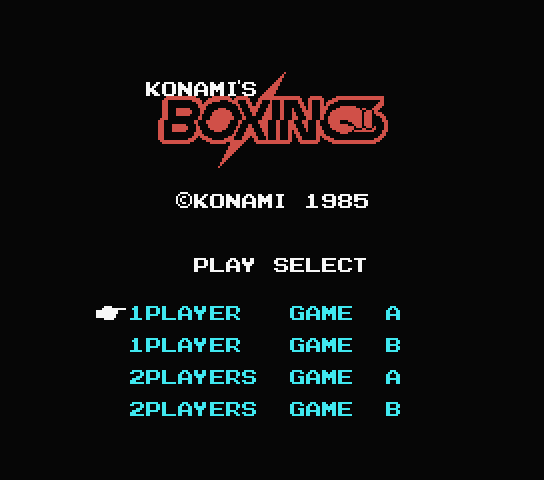 KONAMI'S
BOXING
©KONAMI 1985
PLAY SELECT
1PLAYER GAME A
1PLAYER GAME B
2PLAYERS GAME A
2PLAYERS GAME B